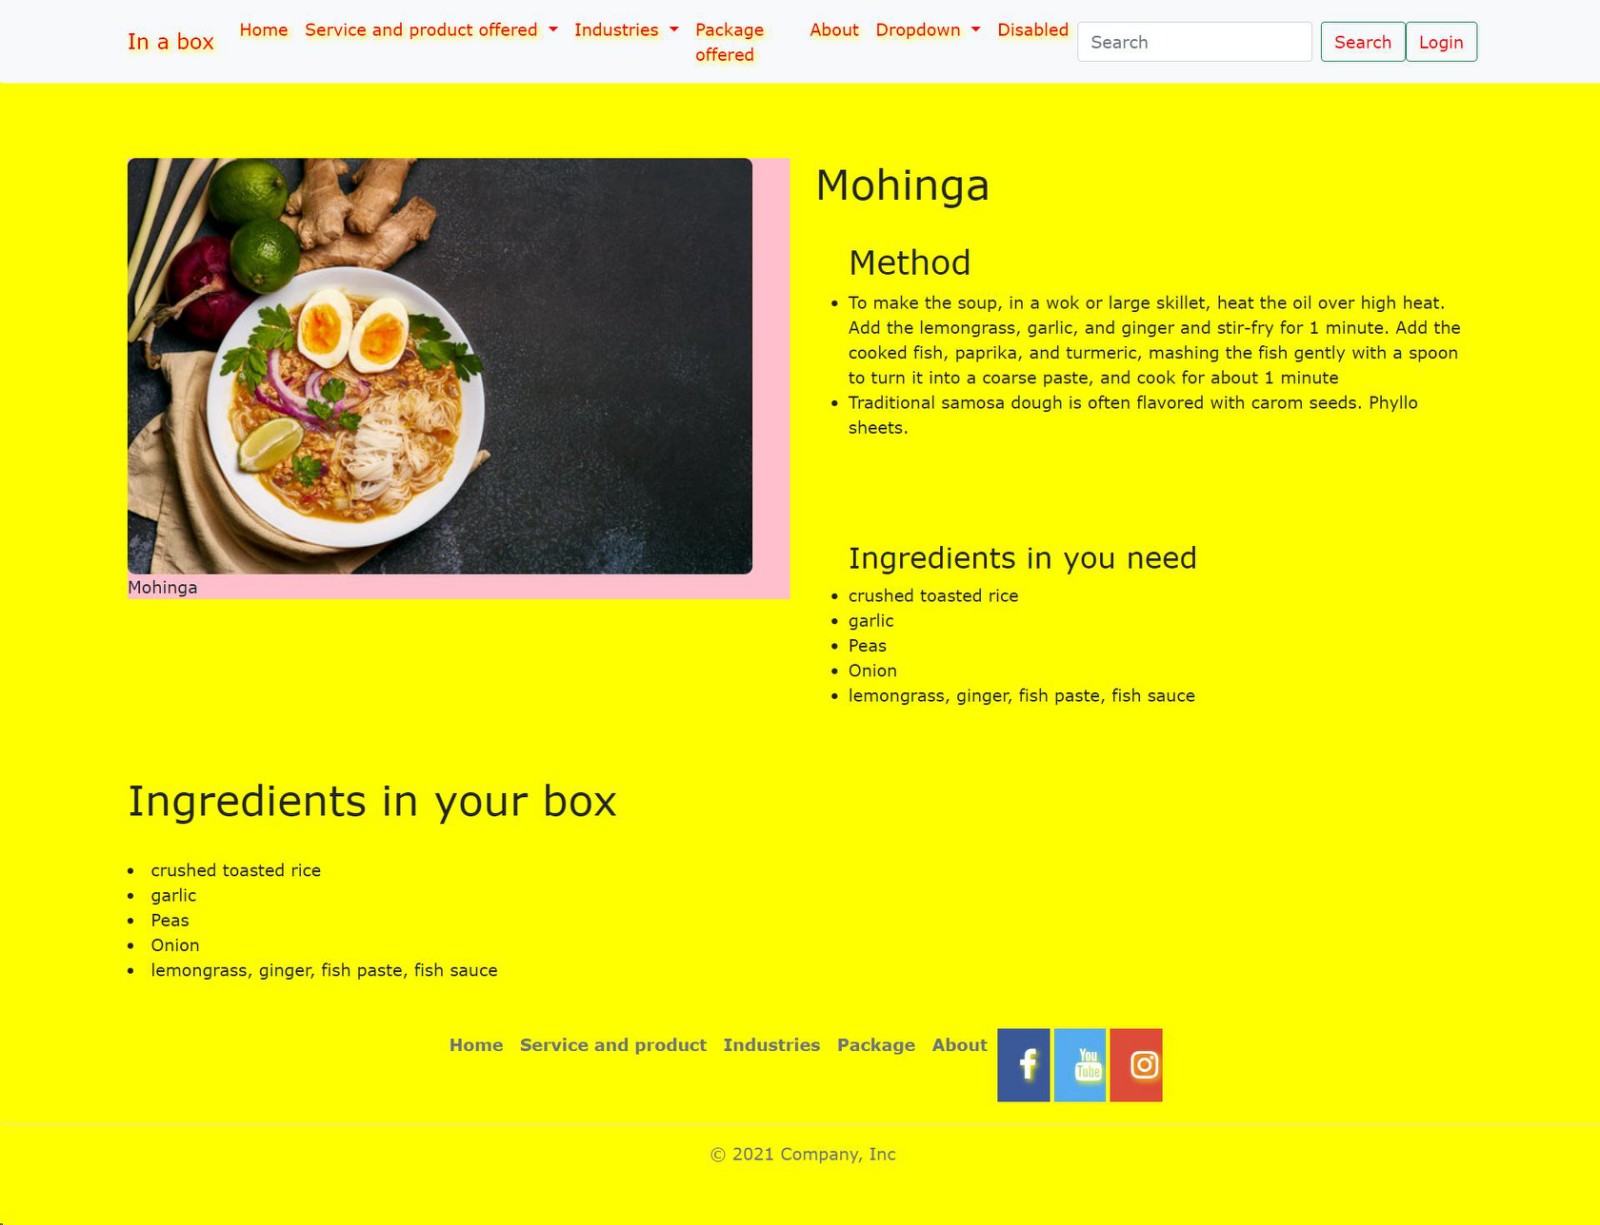 In a box
Home
Service and product offered
Industries
Package
offered
About
Dropdown
Disabled
Search
Search
Login
Mohinga
Mohinga
Method
To make the soup, in a wok or large skillet, heat the oil over high heat.
Add the lemongrass, garlic, and ginger and stir-fry for 1 minute. Add the
cooked fish, paprika, and turmeric, mashing the fish gently with a spoon
to turn it into a coarse paste, and cook for about 1 minute
Traditional samosa dough is often flavored with carom seeds. Phyllo
sheets.
Ingredients in you need
crushed toasted rice
garlic
Peas
Onion
lemongrass, ginger, fish paste, fish sauce
Ingredients in your box
crushed toasted rice
garlic
Peas
Onion
lemongrass, ginger, fish paste, fish sauce
Home Service and product Industries Package About
f
You
Tube
© 2021 Company, Inc